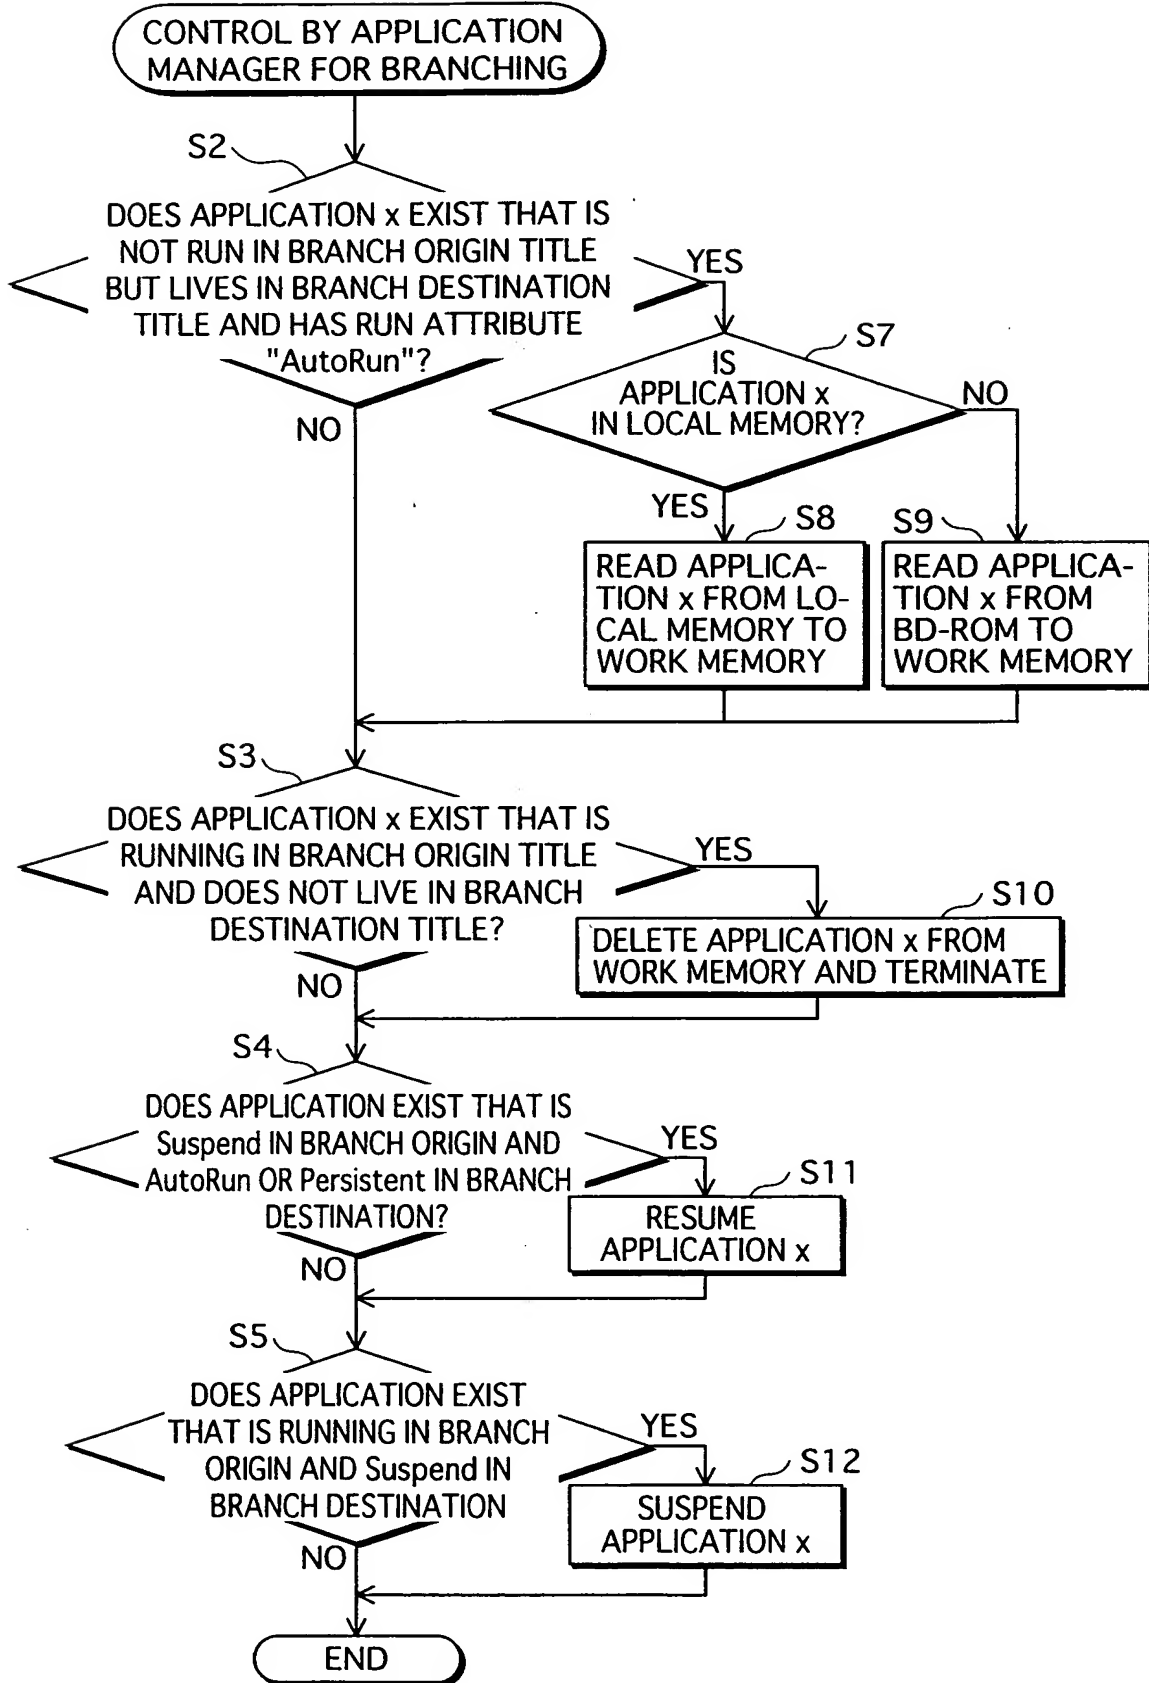 CONTROL BY APPLICATION
MANAGER FOR BRANCHING
S2
DOES APPLICATION x EXIST THAT IS
NOT RUN IN BRANCH ORIGIN TITLE
BUT LIVES IN BRANCH DESTINATION
TITLE AND HAS RUN ATTRIBUTE
"AutoRun"?
YES
NO
S7
IS
APPLICATION x
IN LOCAL MEMORY?
NO
YES
S8
READ APPLICA-
TION x FROM LO-
CAL MEMORY TO
WORK MEMORY
S9
READ APPLICA-
TION x FROM
BD-ROM TO
WORK MEMORY
S3
DOES APPLICATION x EXIST THAT IS
RUNNING IN BRANCH ORIGIN TITLE
AND DOES NOT LIVE IN BRANCH
DESTINATION TITLE?
YES
NO
S10
DELETE APPLICATION x FROM
WORK MEMORY AND TERMINATE
S4
DOES APPLICATION EXIST THAT IS
Suspend IN BRANCH ORIGIN AND
AutoRun OR Persistent IN BRANCH
DESTINATION?
YES
NO
S11
RESUME
APPLICATION x
S5
DOES APPLICATION EXIST
THAT IS RUNNING IN BRANCH
ORIGIN AND Suspend IN
BRANCH DESTINATION
YES
NO
S12
SUSPEND
APPLICATION x
END